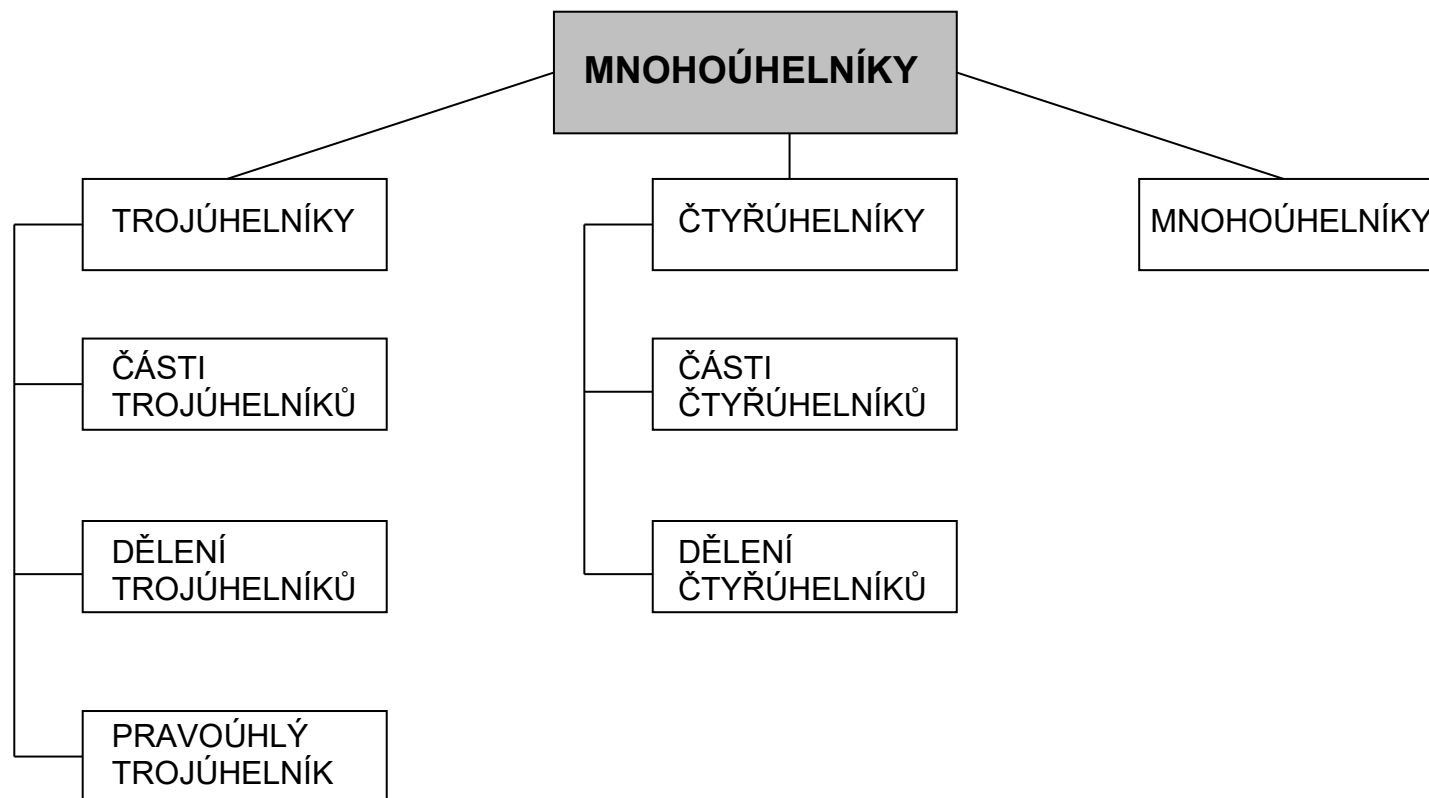 MNOHOÚHELNÍKY
TROJÚHELNÍKY
ČTYŘÚHELNÍKY
MNOHOÚHELNÍKY
ČÁSTI
TROJÚHELNÍKŮ
ČÁSTI
ČTYŘÚHELNÍKŮ
DĚLENÍ
TROJÚHELNÍKŮ
DĚLENÍ
ČTYŘÚHELNÍKŮ
PRAVOÚHLÝ
TROJÚHELNÍK